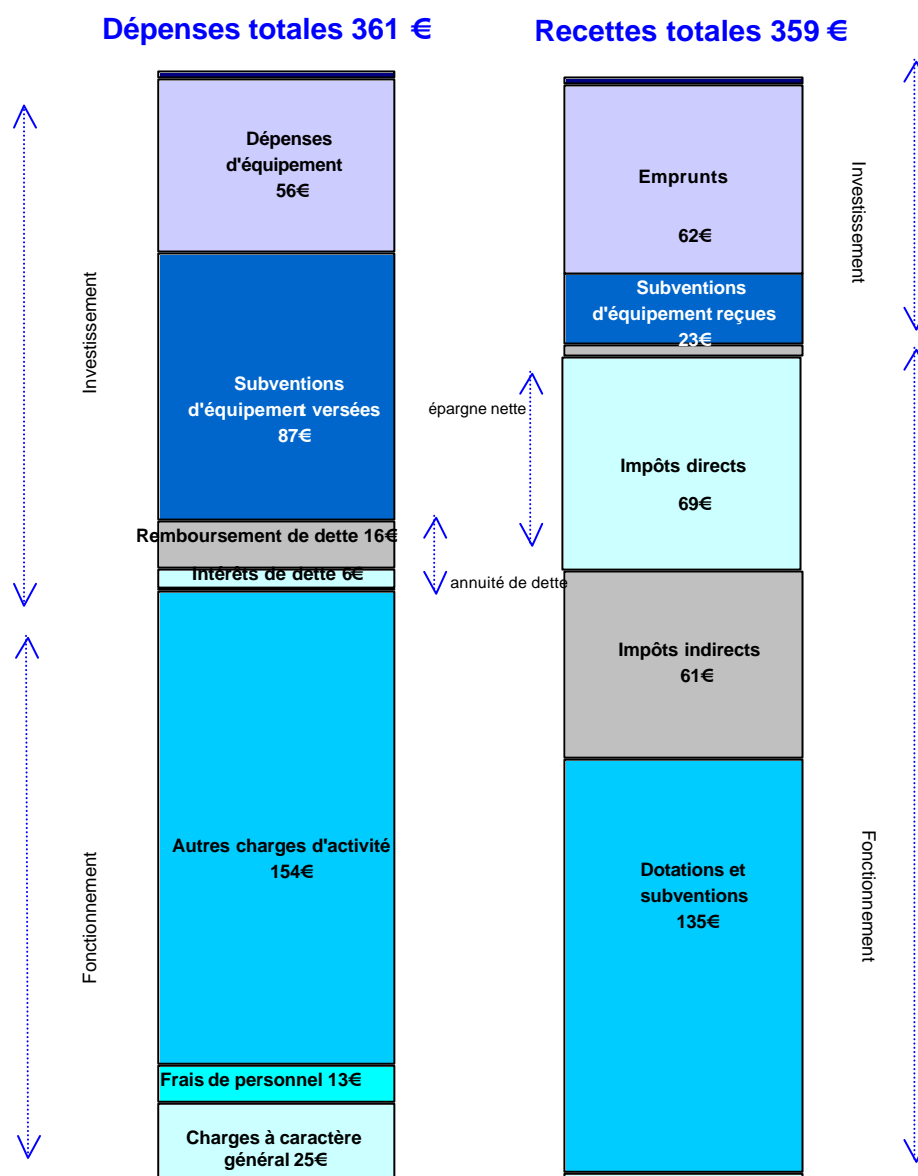 Dépenses totales 361 €
Recettes totales 359 €
Investissement
Dépenses
d'équipement
56€
Subventions
d'équipement versées
87€
Remboursement de dette 16€
Intérêts de dette 6€
annuité de dette
épargne nette
Fonctionnement
Autres charges d'activité
154€
Frais de personnel 13€
Charges à caractère
général 25€
Emprunts
62€
Subventions
d'équipement reçues
23€
Investissement
Impôts directs
69€
Impôts indirects
61€
Dotations et
subventions
135€
Fonctionnement